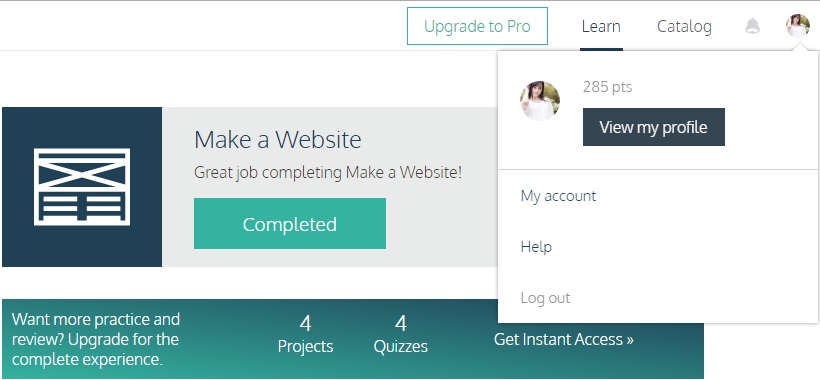 Upgrade to Pro
Learn
Catalog
285 pts
View my profile
My account
Help
Log out
Make a Website
Great job completing Make a Website!
Completed
Want more practice and
review? Upgrade for the
complete experience.
4
Projects
4
Quizzes
Get Instant Access »